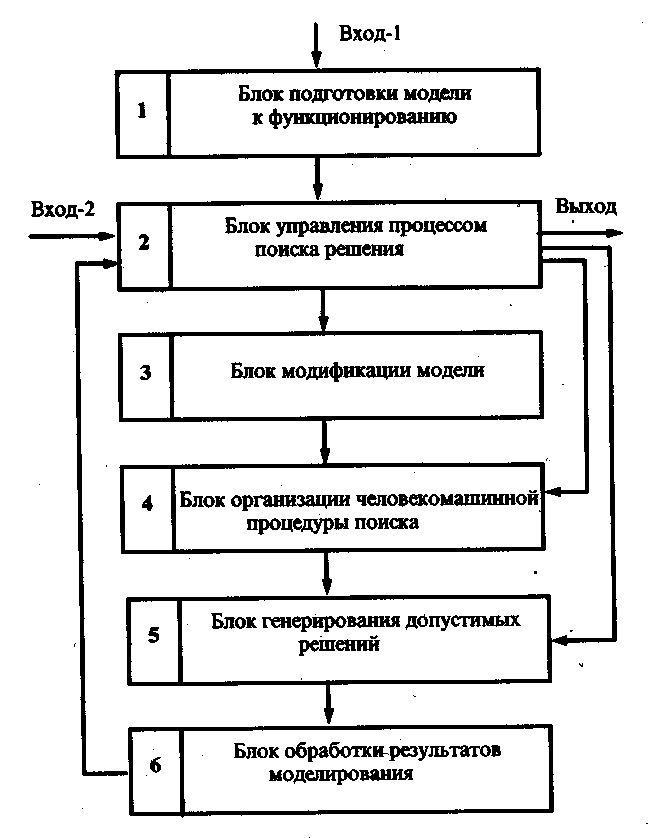 Вход-1
1
Блок подготовки модели
к функционированию
Вход-2
Выход
2
Блок управления процессом
поиска решения
3
Блок модификации модели
4
Блок организации человекомашинной
процедуры поиска
5
Блок генерирования допустимых
решений
6
Блок обработки результатов
моделирования